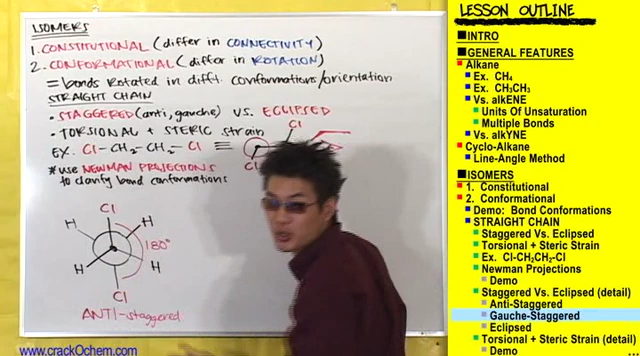 ISOMERS
1. CONSTITUTIONAL (differ in CONNECTIVITY)
2. CONFORMATIONAL (differ in ROTATION)
= bonds rotated in diff't conformations/orientation
STRAIGHT CHAIN
• STAGGERED (anti, gauche) VS. ECLIPSED
• TORSIONAL + STERIC strain
EX. Cl-CH2-CH2-Cl ≡
Cl
Cl
* use NEWMAN PROJECTIONS
to clarify bond conformations
Cl
H
H
180°
H
H
Cl
ANTI-staggered
www.crackOchem.com
LESSON OUTLINE
INTRO
GENERAL FEATURES
Alkane
Ex. CH4
Ex. CH3CH3
Vs. alkENE
Units Of Unsaturation
Multiple Bonds
Vs. alkYNE
Cyclo-Alkane
Line-Angle Method
ISOMERS
1. Constitutional
2. Conformational
Demo: Bond Conformations
STRAIGHT CHAIN
Staggered Vs. Eclipsed
Torsional + Steric Strain
Ex. Cl-CH2CH2-Cl
Newman Projections
Demo
Staggered Vs. Eclipsed (detail)
Anti-Staggered
Gauche-Staggered
Eclipsed
Torsional + Steric Strain (detail)
Demo